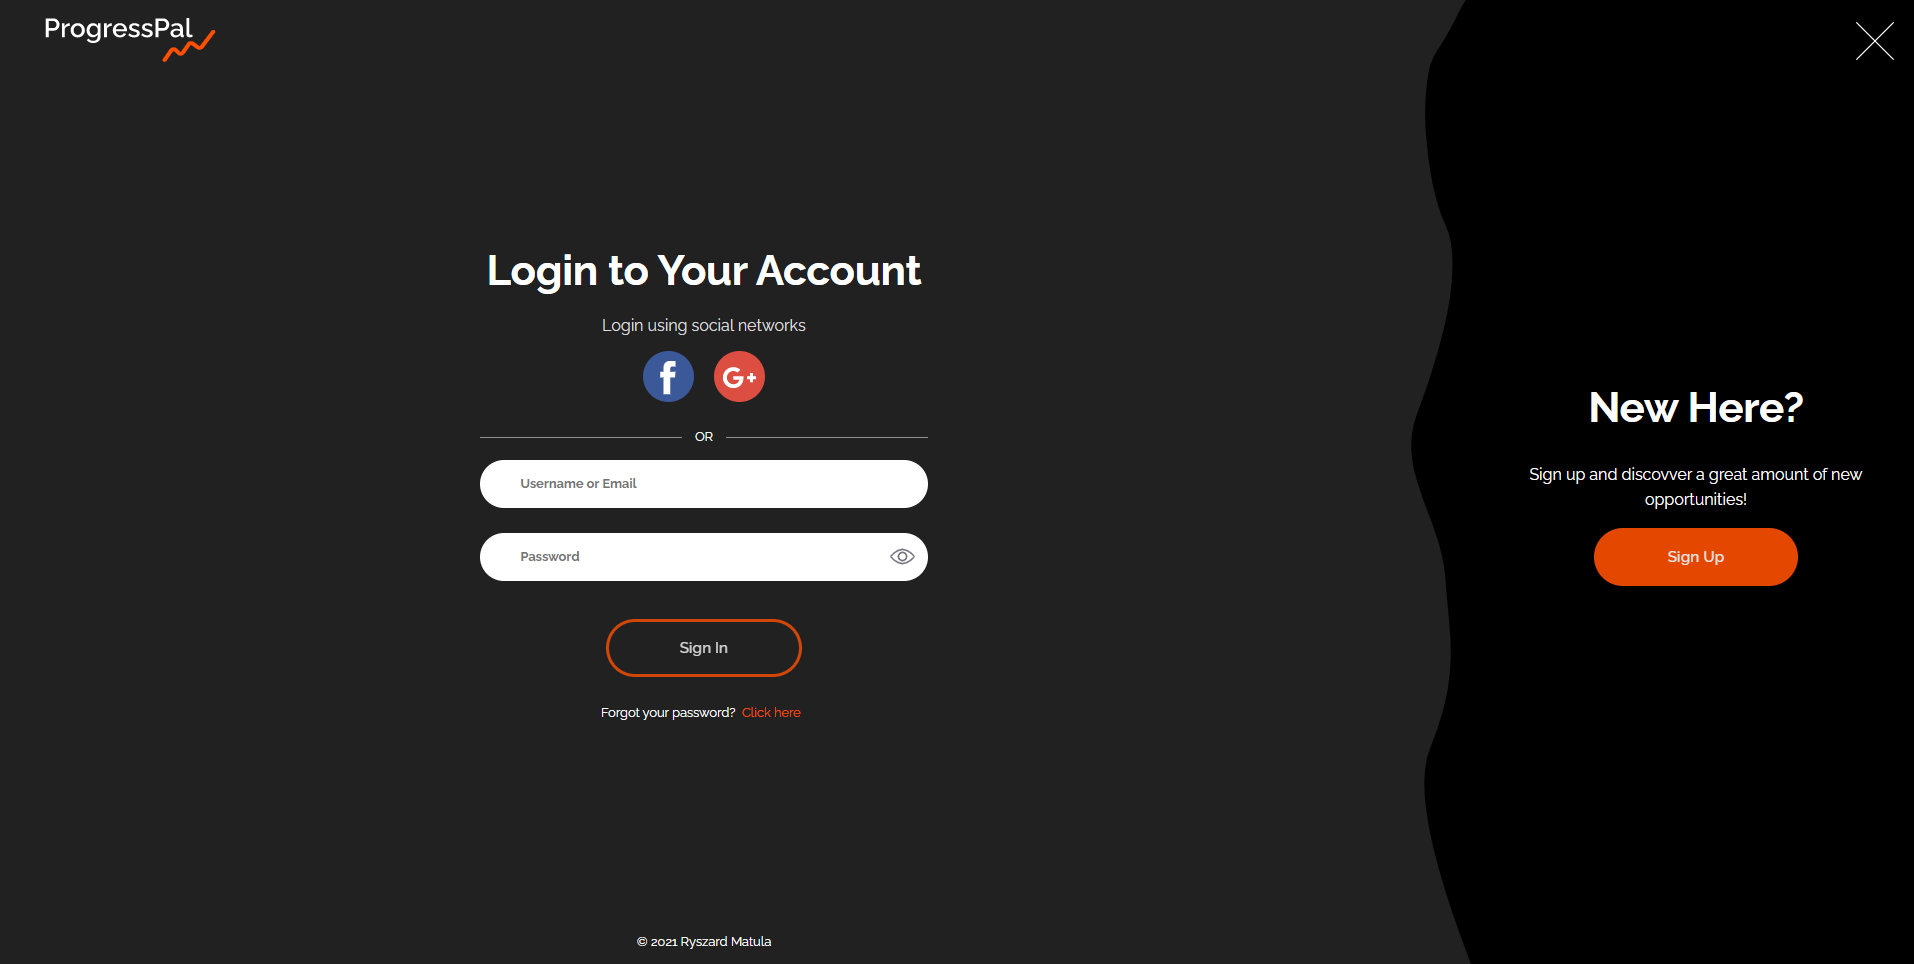 ProgressPal
Login to Your Account
Login using social networks
f
G+
OR
Username or Email
Password
Sign In
Forgot your password? Click here
© 2021 Ryszard Matula
New Here?
Sign up and discovver a great amount of new
opportunities!
Sign Up